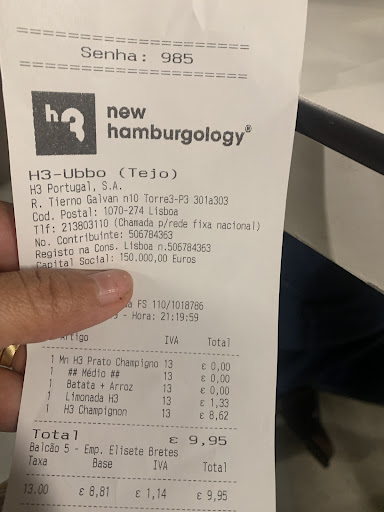 Senha: 985
h3
new
hamburgology®
H3-Ubbo (Tejo)
H3 Portugal, S.A.
R. Tierno Galvan n10 Torre3-P3 301a303
Cod. Postal: 1070-274 Lisboa
Tlf: 213803110 (Chamada p/rede fixa nacional)
No. Contribuinte: 506784363
Registo na Cons. Lisboa n.506784363
Capital Social: 150.000,00 Euros
FS 110/1018786
- Hora: 21:19:59
Artigo IVA Total
1 Mn H3 Prato Champigno 13 € 0,00
1 ## Médio ## 13 € 0,00
1 Batata + Arroz 13 € 0,00
1 Limonada H3 13 € 1,33
1 H3 Champignon 13 € 8,62
Total € 9,95
Balcão 5 - Emp. Elisete Bretes
Taxa Base IVA Total
13.00 € 8,81 € 1,14 € 9,95